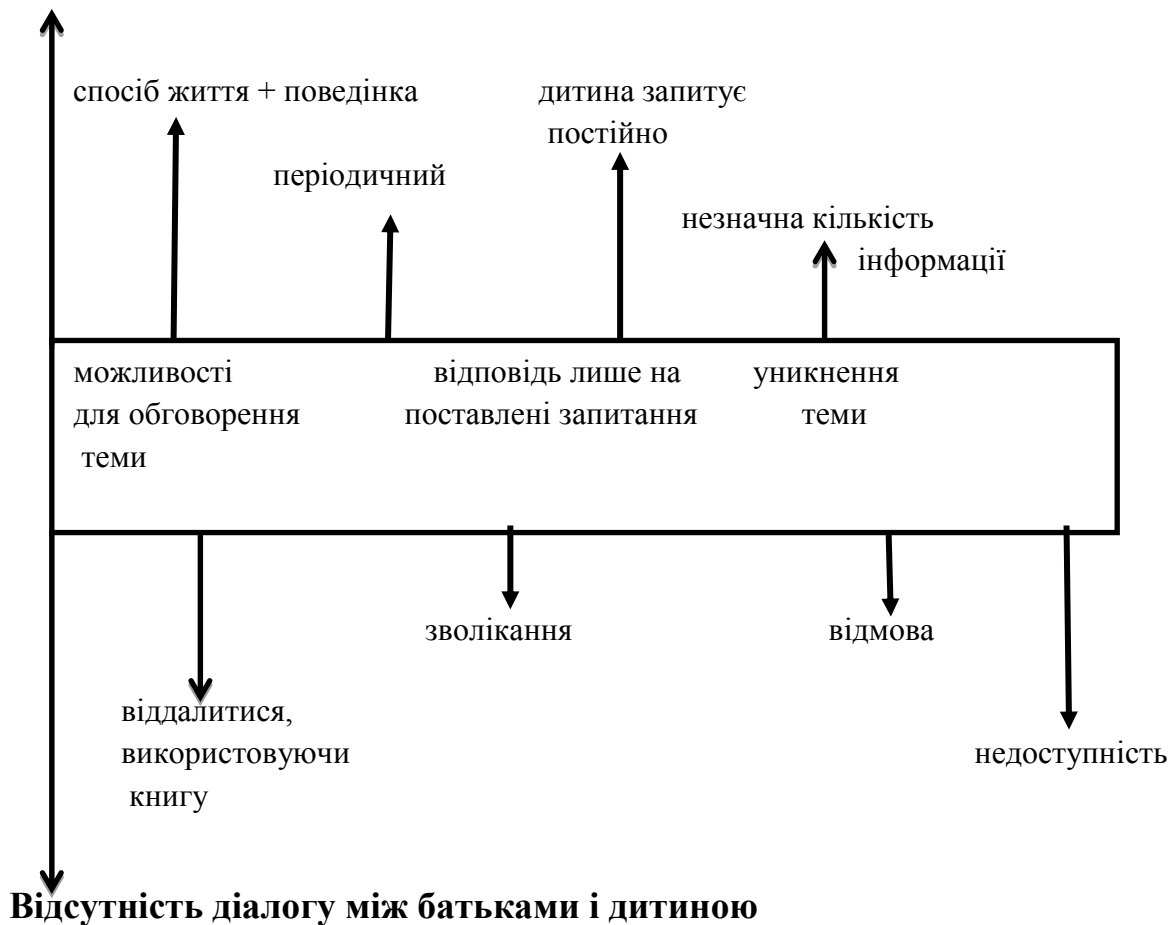 спосіб життя + поведінка
дитина запитує
постійно
періодичний
незначна кількість
інформації
можливості
для обговорення
теми
відповідь лише на
поставлені запитання
уникнення
теми
зволікання
відмова
віддалитися,
використовуючи
книгу
недоступність
Відсутність діалогу між батьками і дитиною